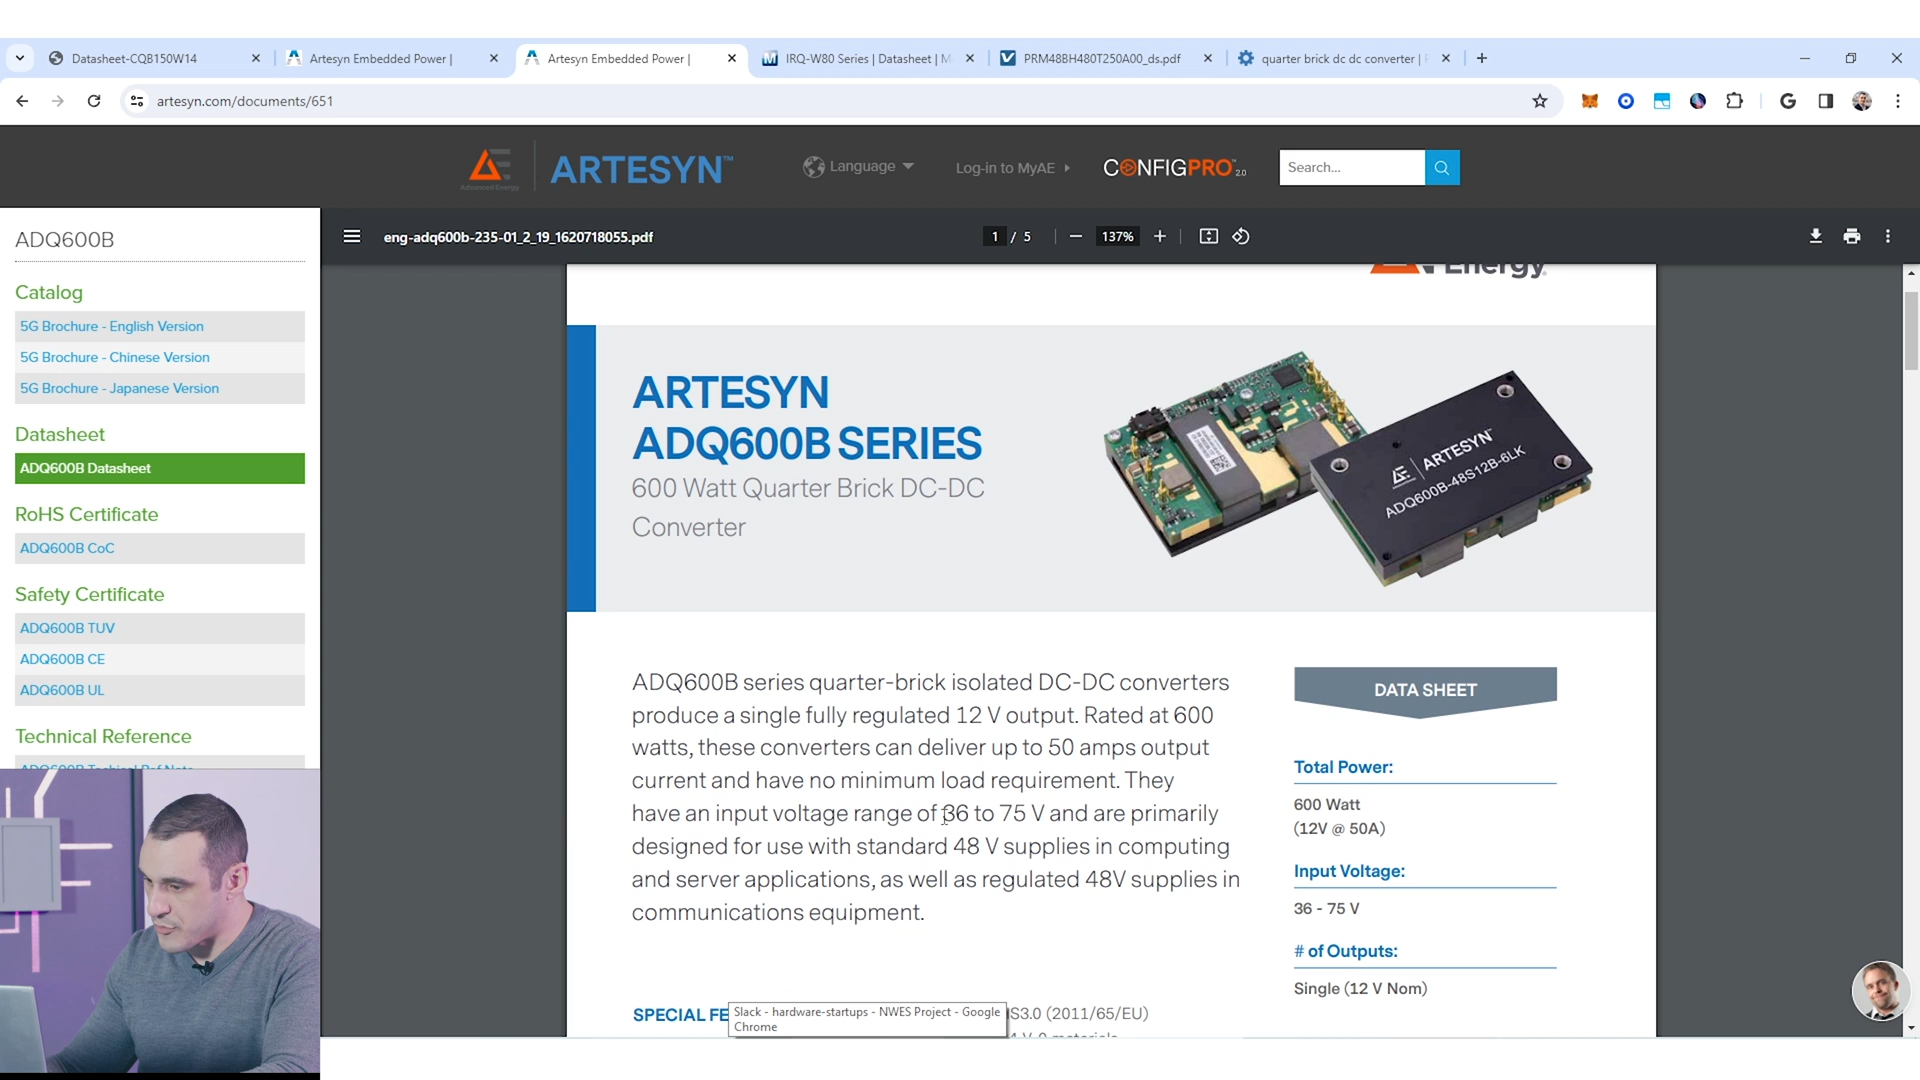 Datasheet-CQB150W14
Artesyn Embedded Power |
Artesyn Embedded Power |
IRQ-W80 Series | Datasheet | M
PRM48BH480T250A00_ds.pdf
quarter brick dc dc converter |
artesyn.com/documents/651
Advanced Energy
ARTESYN™
Language
Log-in to MyAE
CONFIGPRO™ 2.0
Search...
ADQ600B
Catalog
5G Brochure - English Version
5G Brochure - Chinese Version
5G Brochure - Japanese Version
Datasheet
ADQ600B Datasheet
RoHS Certificate
ADQ600B CoC
Safety Certificate
ADQ600B TUV
ADQ600B CE
ADQ600B UL
Technical Reference
eng-adq600b-235-01_2_19_1620718055.pdf
1 / 5
137%
Energy
ARTESYN
ADQ600B SERIES
600 Watt Quarter Brick DC-DC
Converter
ARTESYN™
ADQ600B-48S12B-6LK
ADQ600B series quarter-brick isolated DC-DC converters
produce a single fully regulated 12 V output. Rated at 600
watts, these converters can deliver up to 50 amps output
current and have no minimum load requirement. They
have an input voltage range of 36 to 75 V and are primarily
designed for use with standard 48 V supplies in computing
and server applications, as well as regulated 48V supplies in
communications equipment.
DATA SHEET
Total Power:
600 Watt
(12V @ 50A)
Input Voltage:
36 - 75 V
# of Outputs:
Single (12 V Nom)
SPECIAL FE
S3.0 (2011/65/EU)
Slack - hardware-startups - NWES Project - Google
Chrome